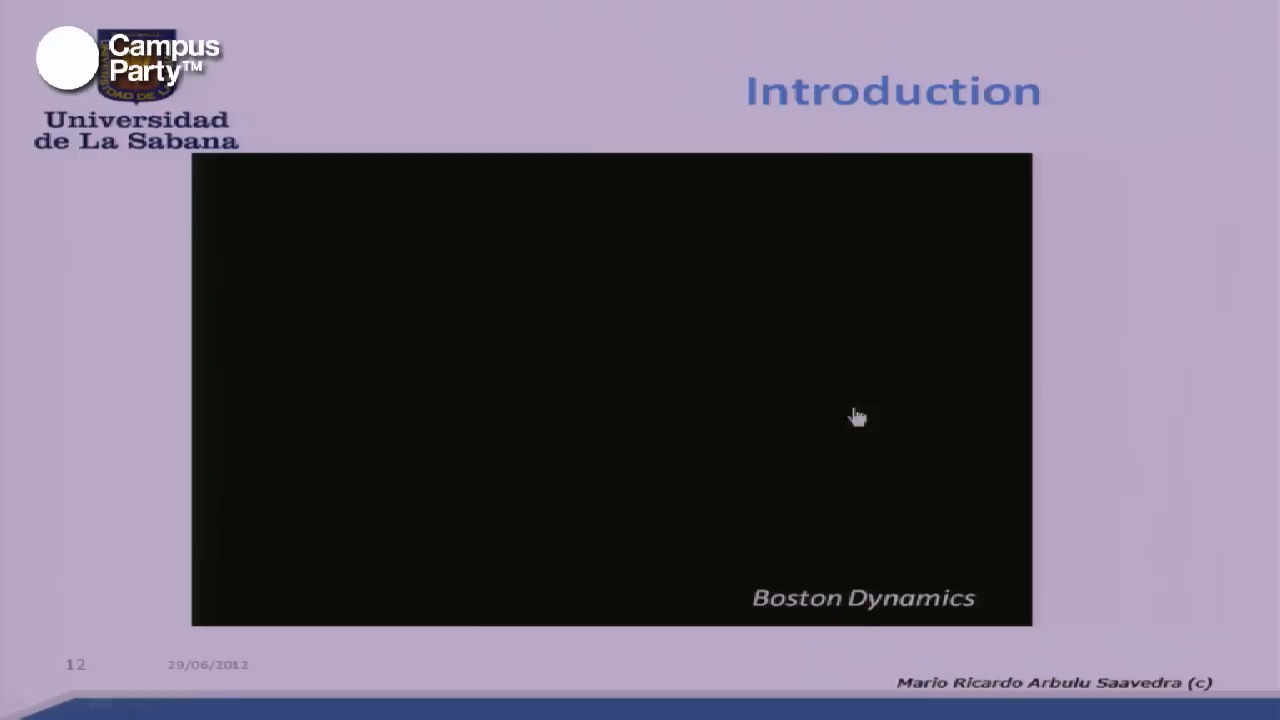 Campus
Party™
Universidad
de La Sabana
Introduction
Boston Dynamics
12
29/06/2012
Mario Ricardo Arbulu Saavedra (c)